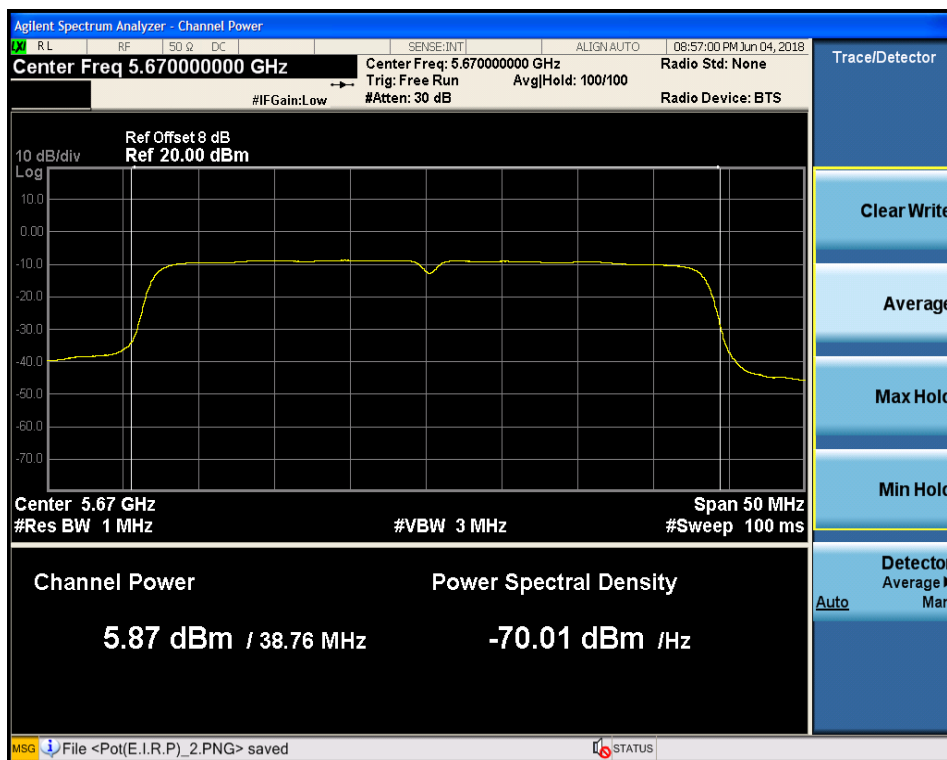 Agilent Spectrum Analyzer - Channel Power
LXI RL RF 50 Ω DC SENSE:INT ALIGN AUTO 08:57:00 PM Jun 04, 2018
Center Freq 5.670000000 GHz
Center Freq: 5.670000000 GHz
Radio Std: None
Trig: Free Run Avg|Hold: 100/100
#IFGain:Low #Atten: 30 dB Radio Device: BTS
Trace/Detector
Ref Offset 8 dB
10 dB/div Ref 20.00 dBm
Log
10.0
0.00
-10.0
-20.0
-30.0
-40.0
-50.0
-60.0
-70.0
Clear Write
Average
Max Hold
Min Hold
Center 5.67 GHz Span 50 MHz
#Res BW 1 MHz #VBW 3 MHz #Sweep 100 ms
Detector
Average
Auto Man
Channel Power Power Spectral Density
5.87 dBm / 38.76 MHz -70.01 dBm /Hz
MSG File <Pot(E.I.R.P)_2.PNG> saved STATUS